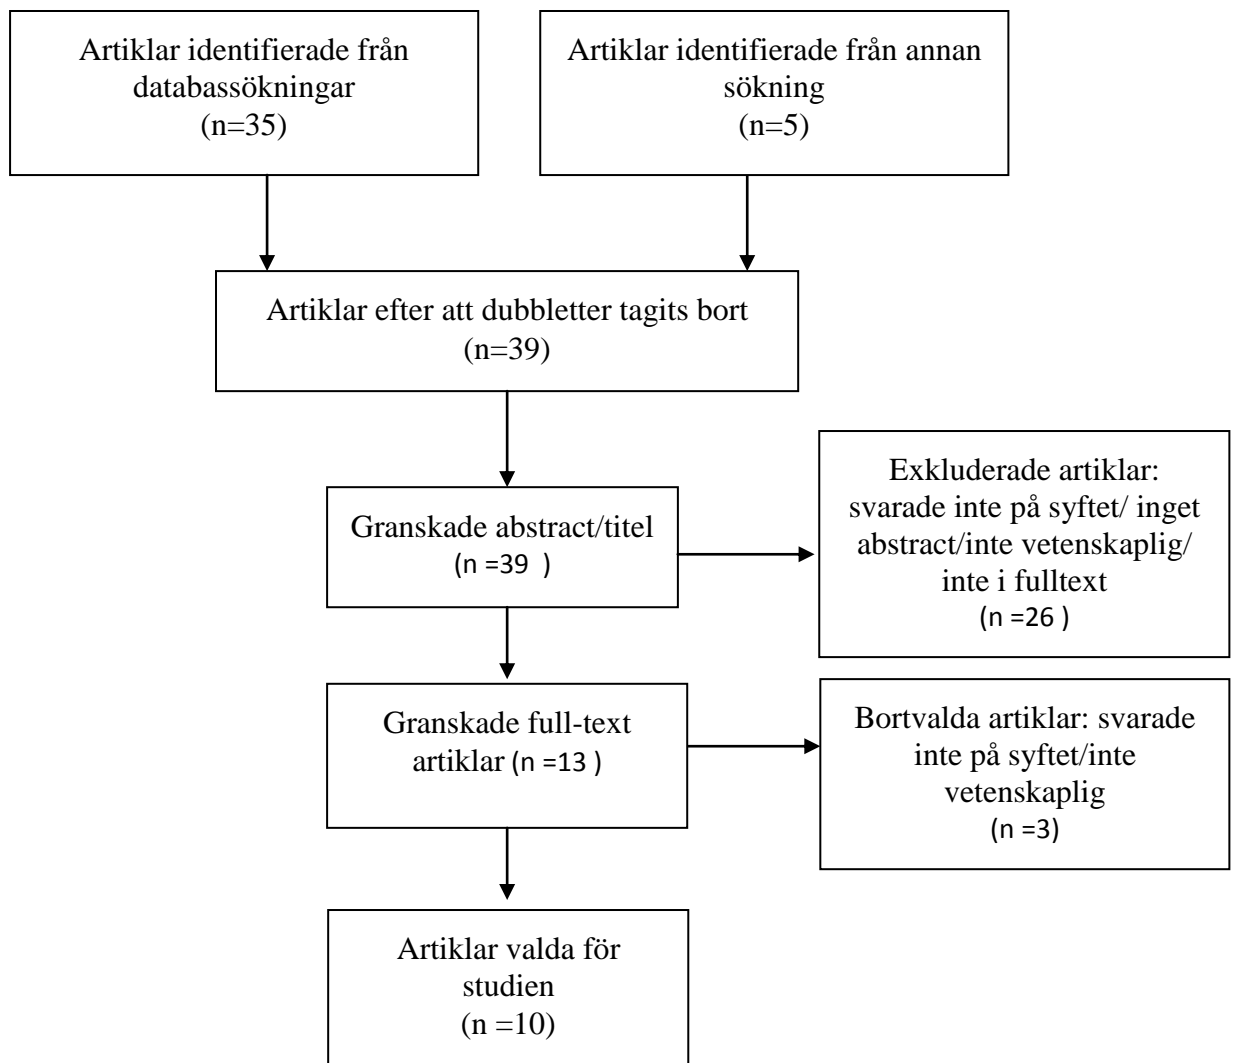 Artiklar identifierade från
databassökningar
(n=35)
Artiklar identifierade från annan
sökning
(n=5)
Artiklar efter att dubbletter tagits bort
(n=39)
Granskade abstract/titel
(n =39  )
Exkluderade artiklar:
svarade inte på syftet/ inget
abstract/inte vetenskaplig/
inte i fulltext
(n =26 )
Granskade full-text
artiklar (n =13 )
Bortvalda artiklar: svarade
inte på syftet/inte
vetenskaplig
(n =3)
Artiklar valda för
studien
(n =10)